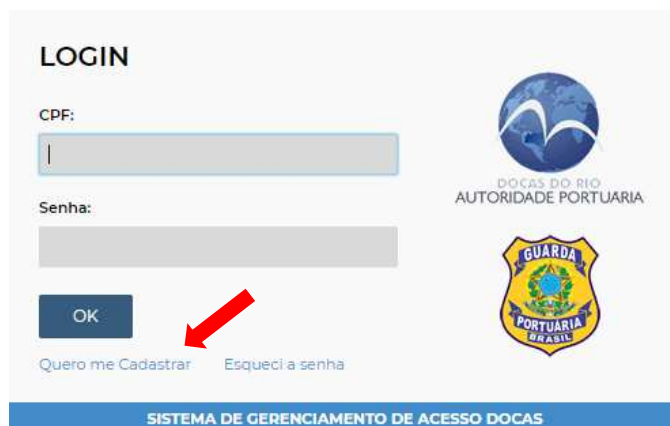 LOGIN
CPF:
Senha:
OK
Quero me Cadastrar Esqueci a senha
DOCAS DO RIO
AUTORIDADE PORTUÁRIA
GUARDA
PORTUÁRIA
BRASIL
SISTEMA DE GERENCIAMENTO DE ACESSO DOCAS